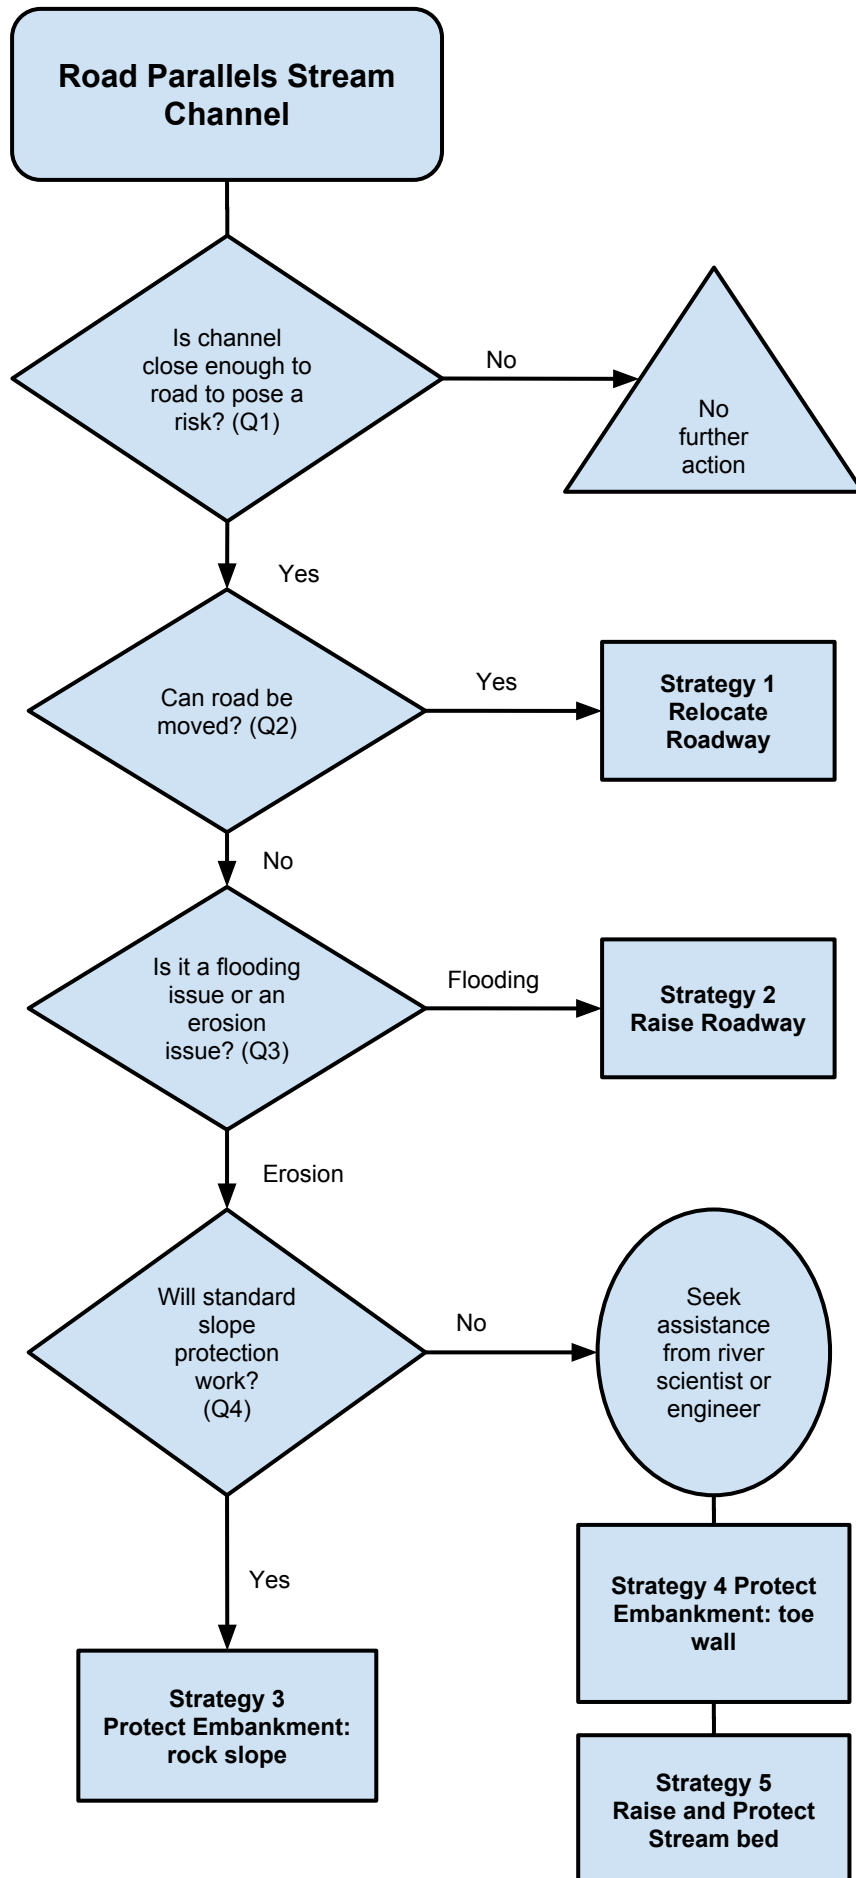 Road Parallels Stream
Channel
Is channel
close enough to
road to pose a
risk? (Q1)
No
No
further
action
Yes
Can road be
moved? (Q2)
Yes
Strategy 1
Relocate
Roadway
No
Is it a flooding
issue or an
erosion
issue? (Q3)
Flooding
Strategy 2
Raise Roadway
Erosion
Will standard
slope
protection
work?
(Q4)
No
Seek
assistance
from river
scientist or
engineer
Yes
Strategy 3
Protect Embankment:
rock slope
Strategy 4 Protect
Embankment: toe
wall
Strategy 5
Raise and Protect
Stream bed